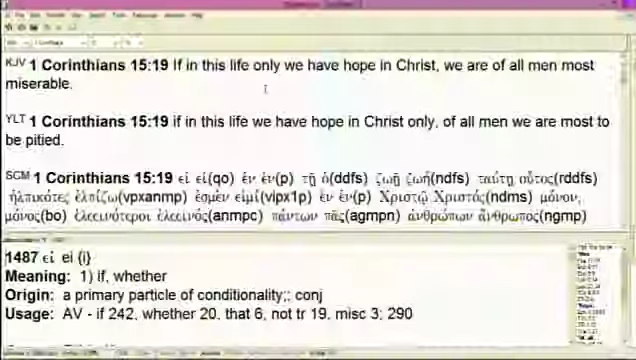 KJV 1 Corinthians 15:19 If in this life only we have hope in Christ, we are of all men most
miserable.
YLT 1 Corinthians 15:19 if in this life we have hope in Christ only, of all men we are most to
be pitied.
SGM 1 Corinthians 15:19 εἰ εἰ(qo) ἐν ἐν(p) τῇ ὁ(ddfs) ζωῇ ζωή(ndfs) ταύτῃ οὗτος(rddfs)
ἠλπικότες ἐλπίζω(vpxanmp) ἐσμέν εἰμί(vipx1p) ἐν ἐν(p) Χριστῷ Χριστός(ndms) μόνον,
μόνος(bo) ἐλεεινότεροι ἐλεεινός(anmpc) πάντων πᾶς(agmpn) ἀνθρώπων ἄνθρωπος(ngmp)
1487 εἰ ei {i}
Meaning: 1) if, whether
Origin: a primary particle of conditionality;; conj
Usage: AV - if 242, whether 20, that 6, not tr 19, misc 3; 290